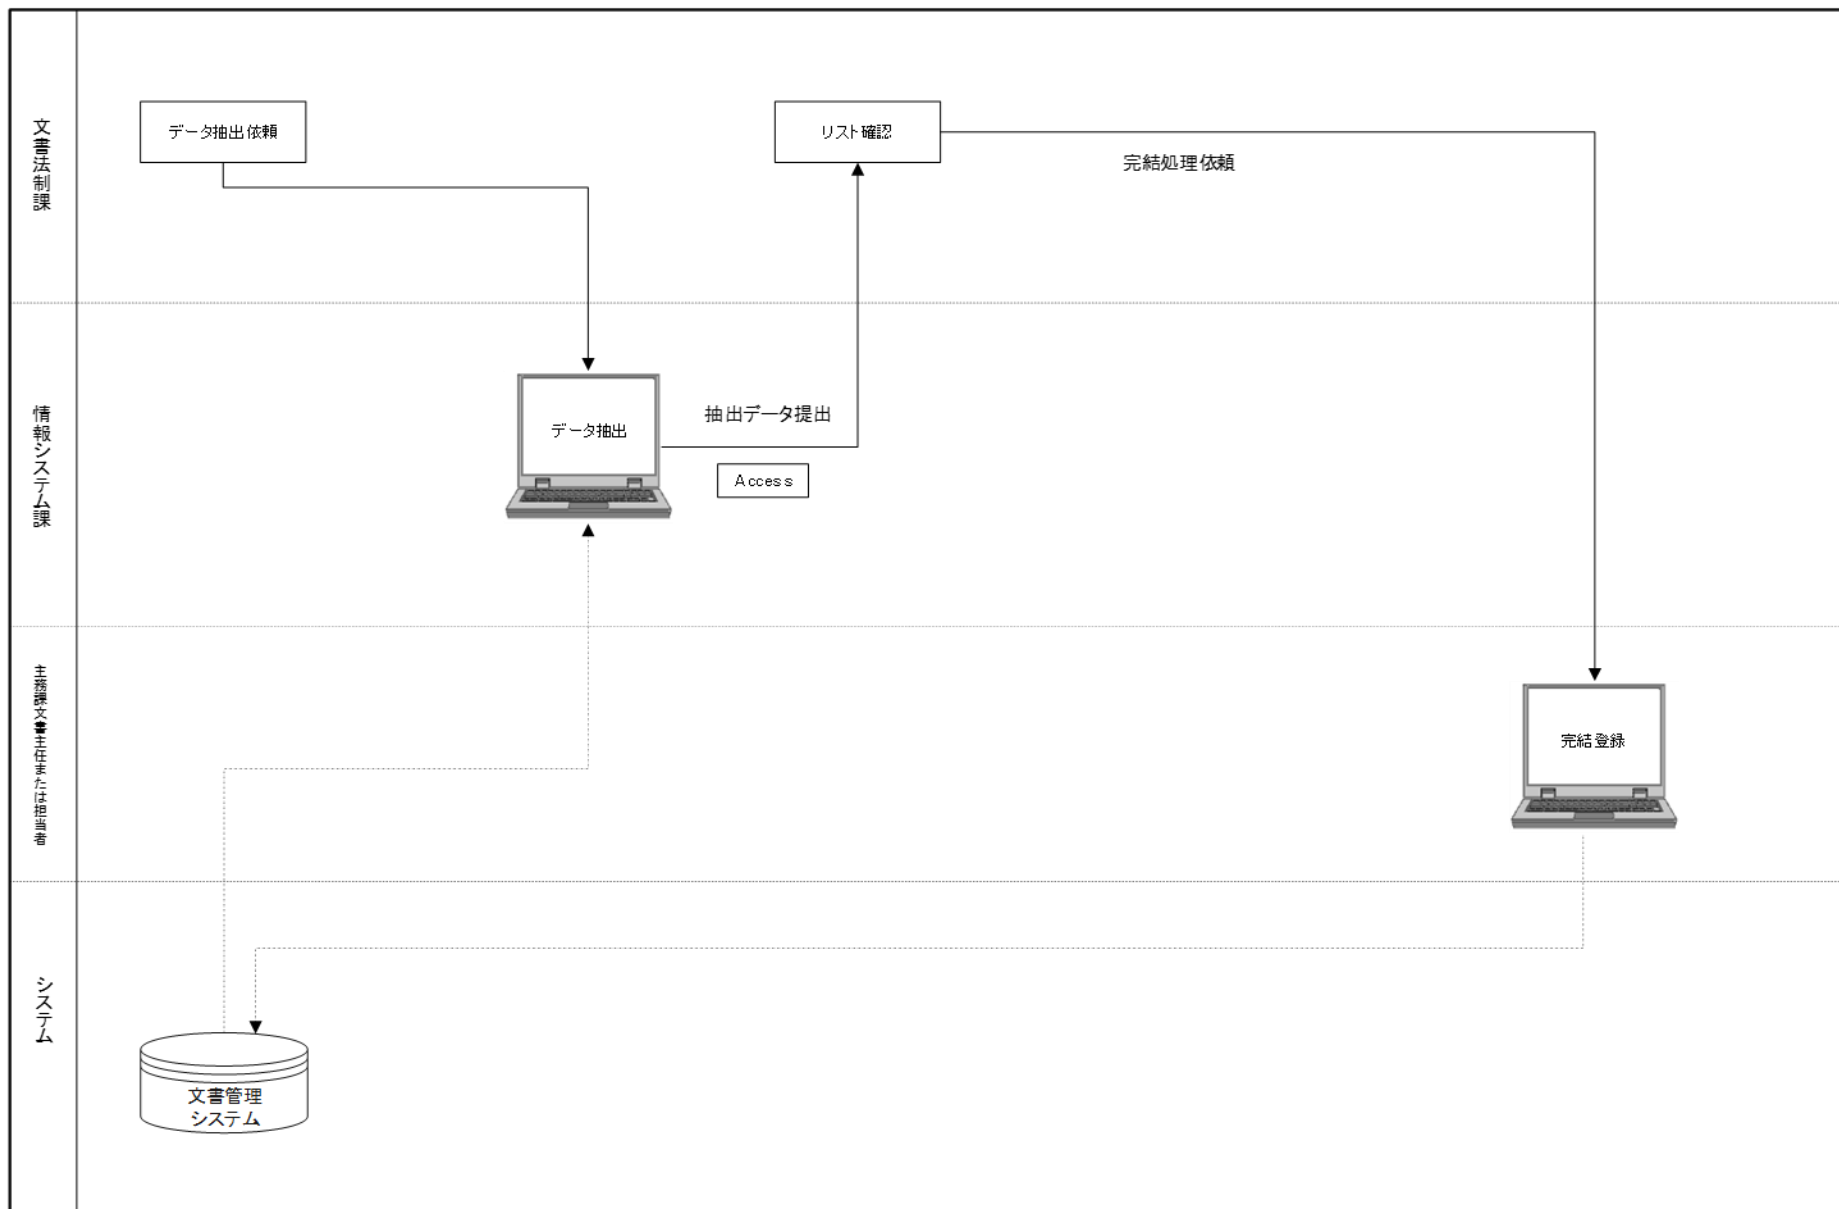 文書法制課
データ抽出依頼
リスト確認
完結処理依頼
情報システム課
データ抽出
抽出データ提出
Access
主務課文書主任または担当者
完結登録
システム
文書管理
システム